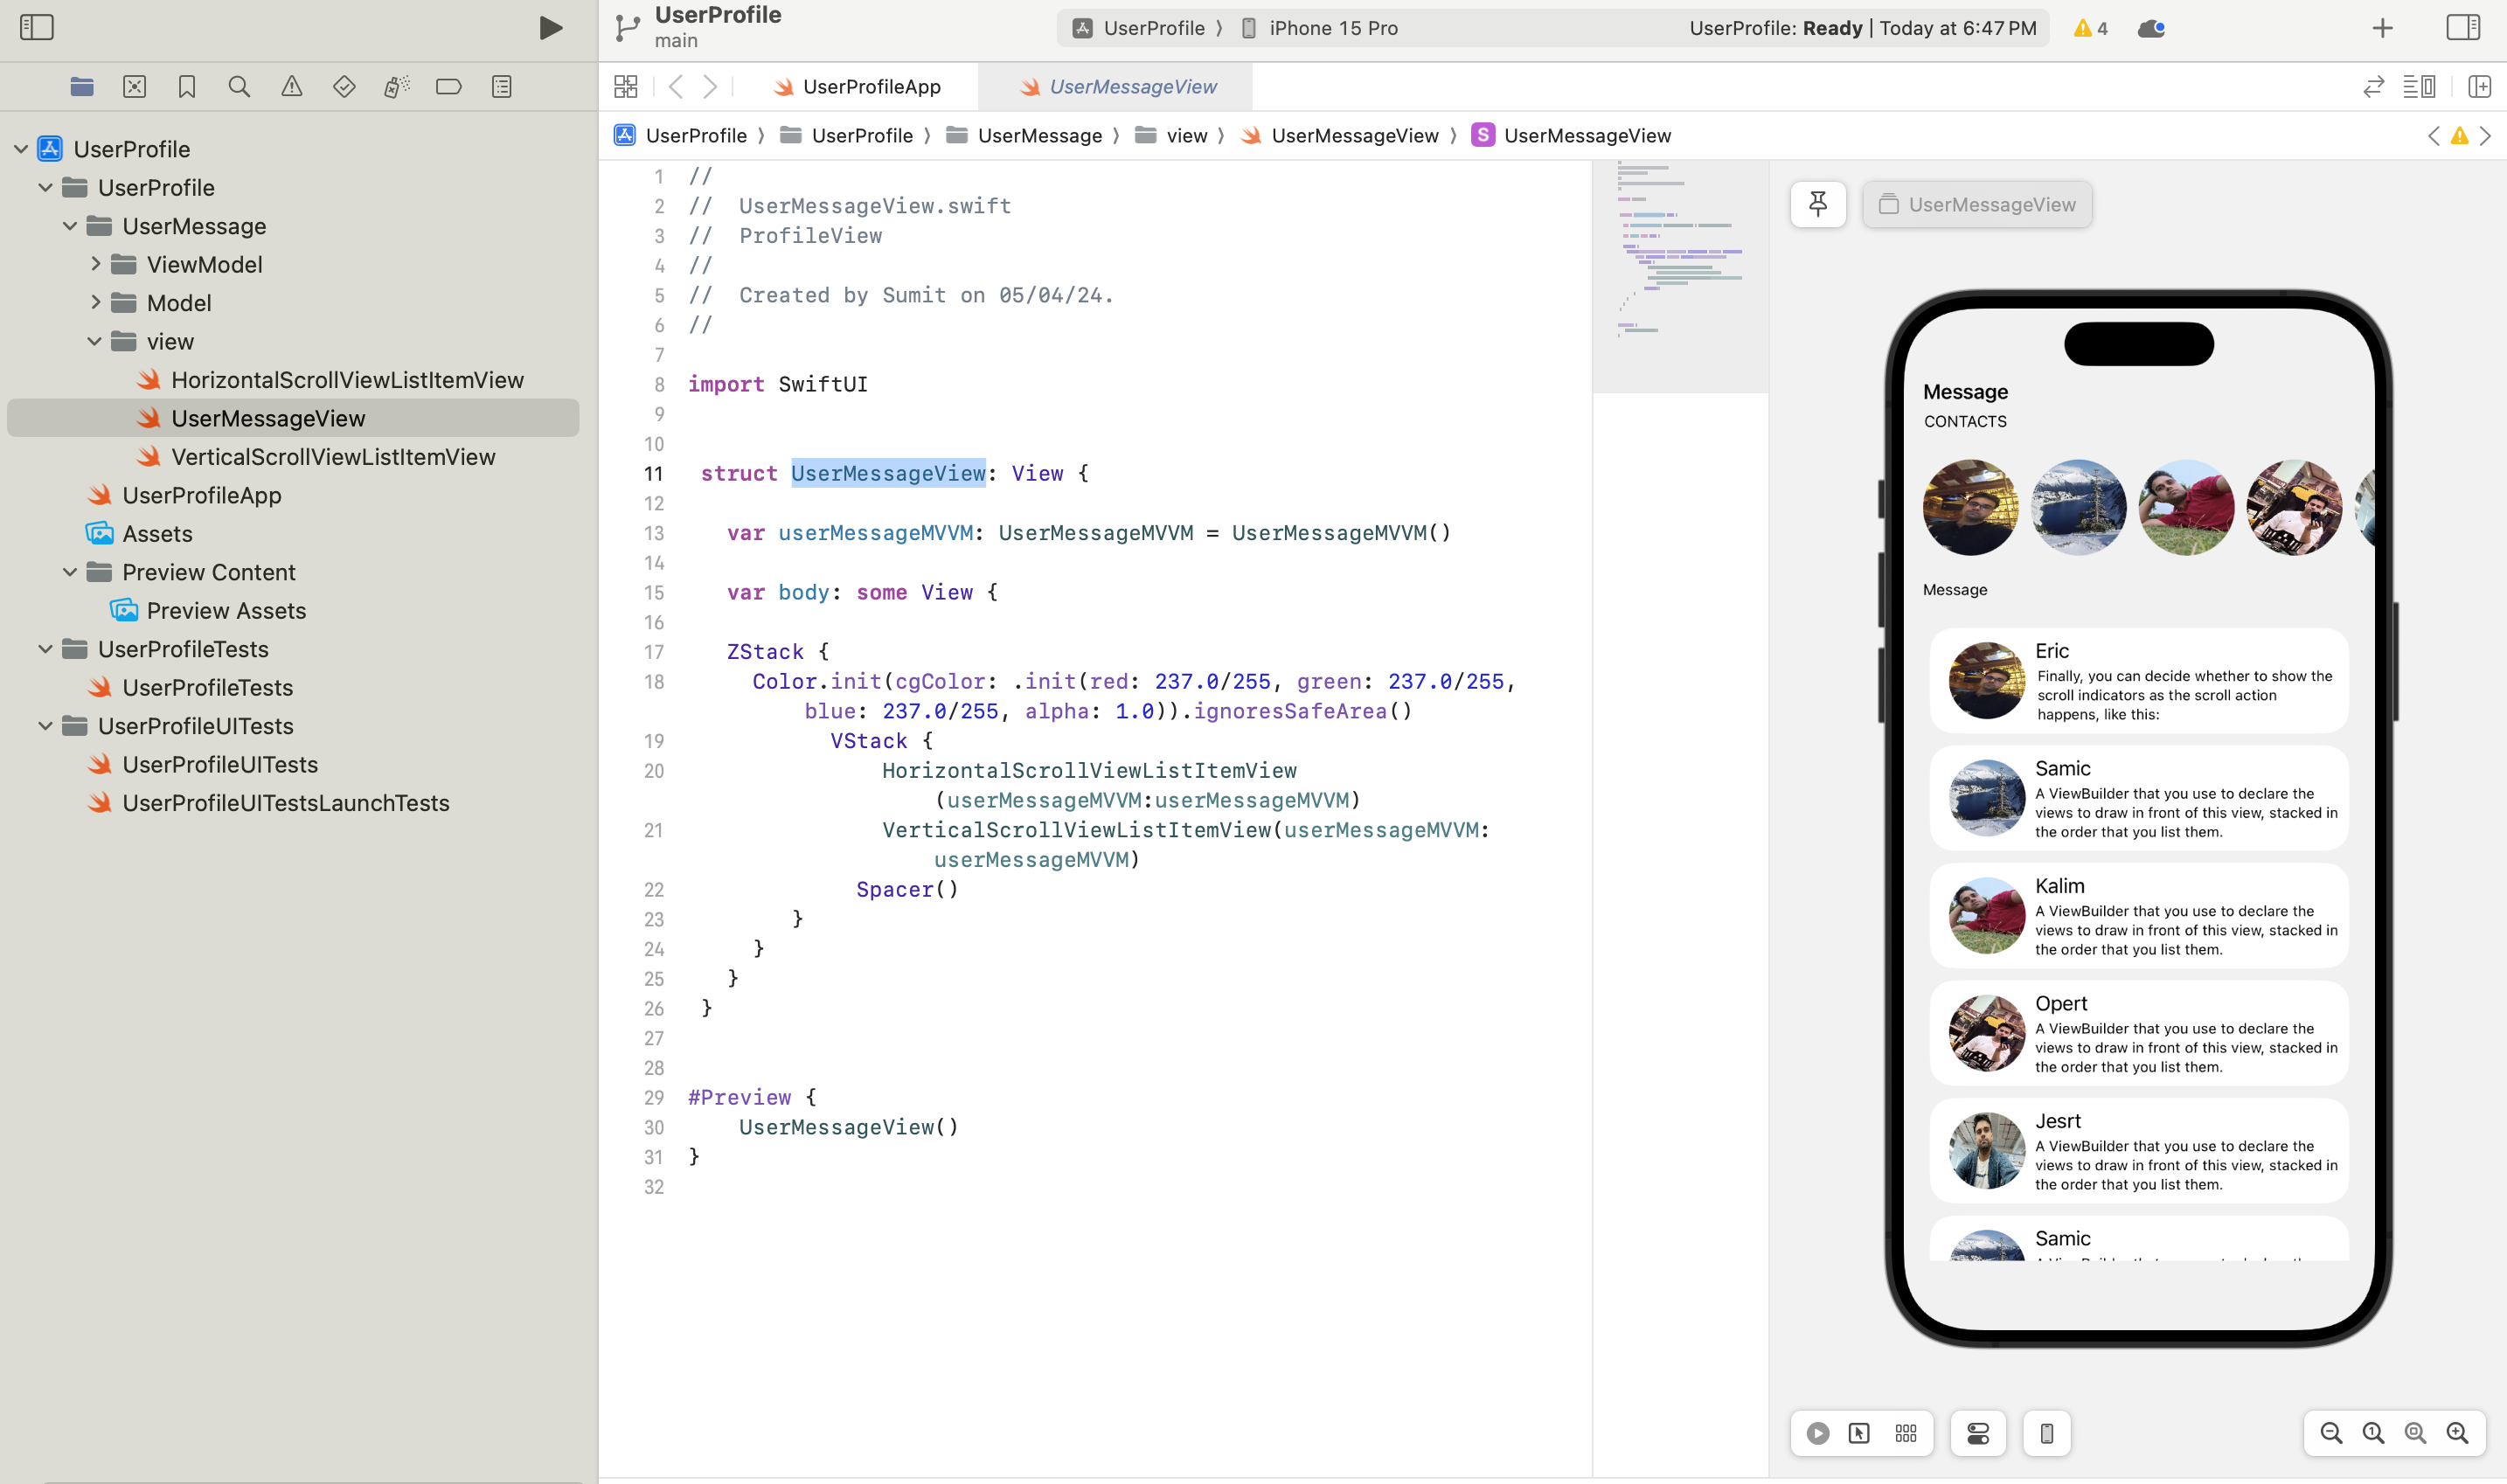 UserProfile
main
UserProfile 〉 iPhone 15 Pro
UserProfile: Ready | Today at 6:47 PM
4
UserProfileApp
UserMessageView
UserProfile 〉 UserProfile 〉 UserMessage 〉 view 〉 UserMessageView 〉 S UserMessageView
UserProfile
UserProfile
UserMessage
ViewModel
Model
view
HorizontalScrollViewListItemView
UserMessageView
VerticalScrollViewListItemView
UserProfileApp
Assets
Preview Content
Preview Assets
UserProfileTests
UserProfileTests
UserProfileUITests
UserProfileUITests
UserProfileUITestsLaunchTests
1 //
2 //  UserMessageView.swift
3 //  ProfileView
4 //
5 //  Created by Sumit on 05/04/24.
6 //
7
8 import SwiftUI
9
10
11 struct UserMessageView: View {
12
13 var userMessageMVVM: UserMessageMVVM = UserMessageMVVM()
14
15 var body: some View {
16
17 ZStack {
18 Color.init(cgColor: .init(red: 237.0/255, green: 237.0/255,
blue: 237.0/255, alpha: 1.0)).ignoresSafeArea()
19 VStack {
20 HorizontalScrollViewListItemView
(userMessageMVVM:userMessageMVVM)
21 VerticalScrollViewListItemView(userMessageMVVM:
userMessageMVVM)
22 Spacer()
23 }
24 }
25 }
26 }
27
28
29 #Preview {
30 UserMessageView()
31 }
32
UserMessageView
Message
CONTACTS
Message
Eric
Finally, you can decide whether to show the
scroll indicators as the scroll action
happens, like this:
Samic
A ViewBuilder that you use to declare the
views to draw in front of this view, stacked in
the order that you list them.
Kalim
A ViewBuilder that you use to declare the
views to draw in front of this view, stacked in
the order that you list them.
Opert
A ViewBuilder that you use to declare the
views to draw in front of this view, stacked in
the order that you list them.
Jesrt
A ViewBuilder that you use to declare the
views to draw in front of this view, stacked in
the order that you list them.
Samic